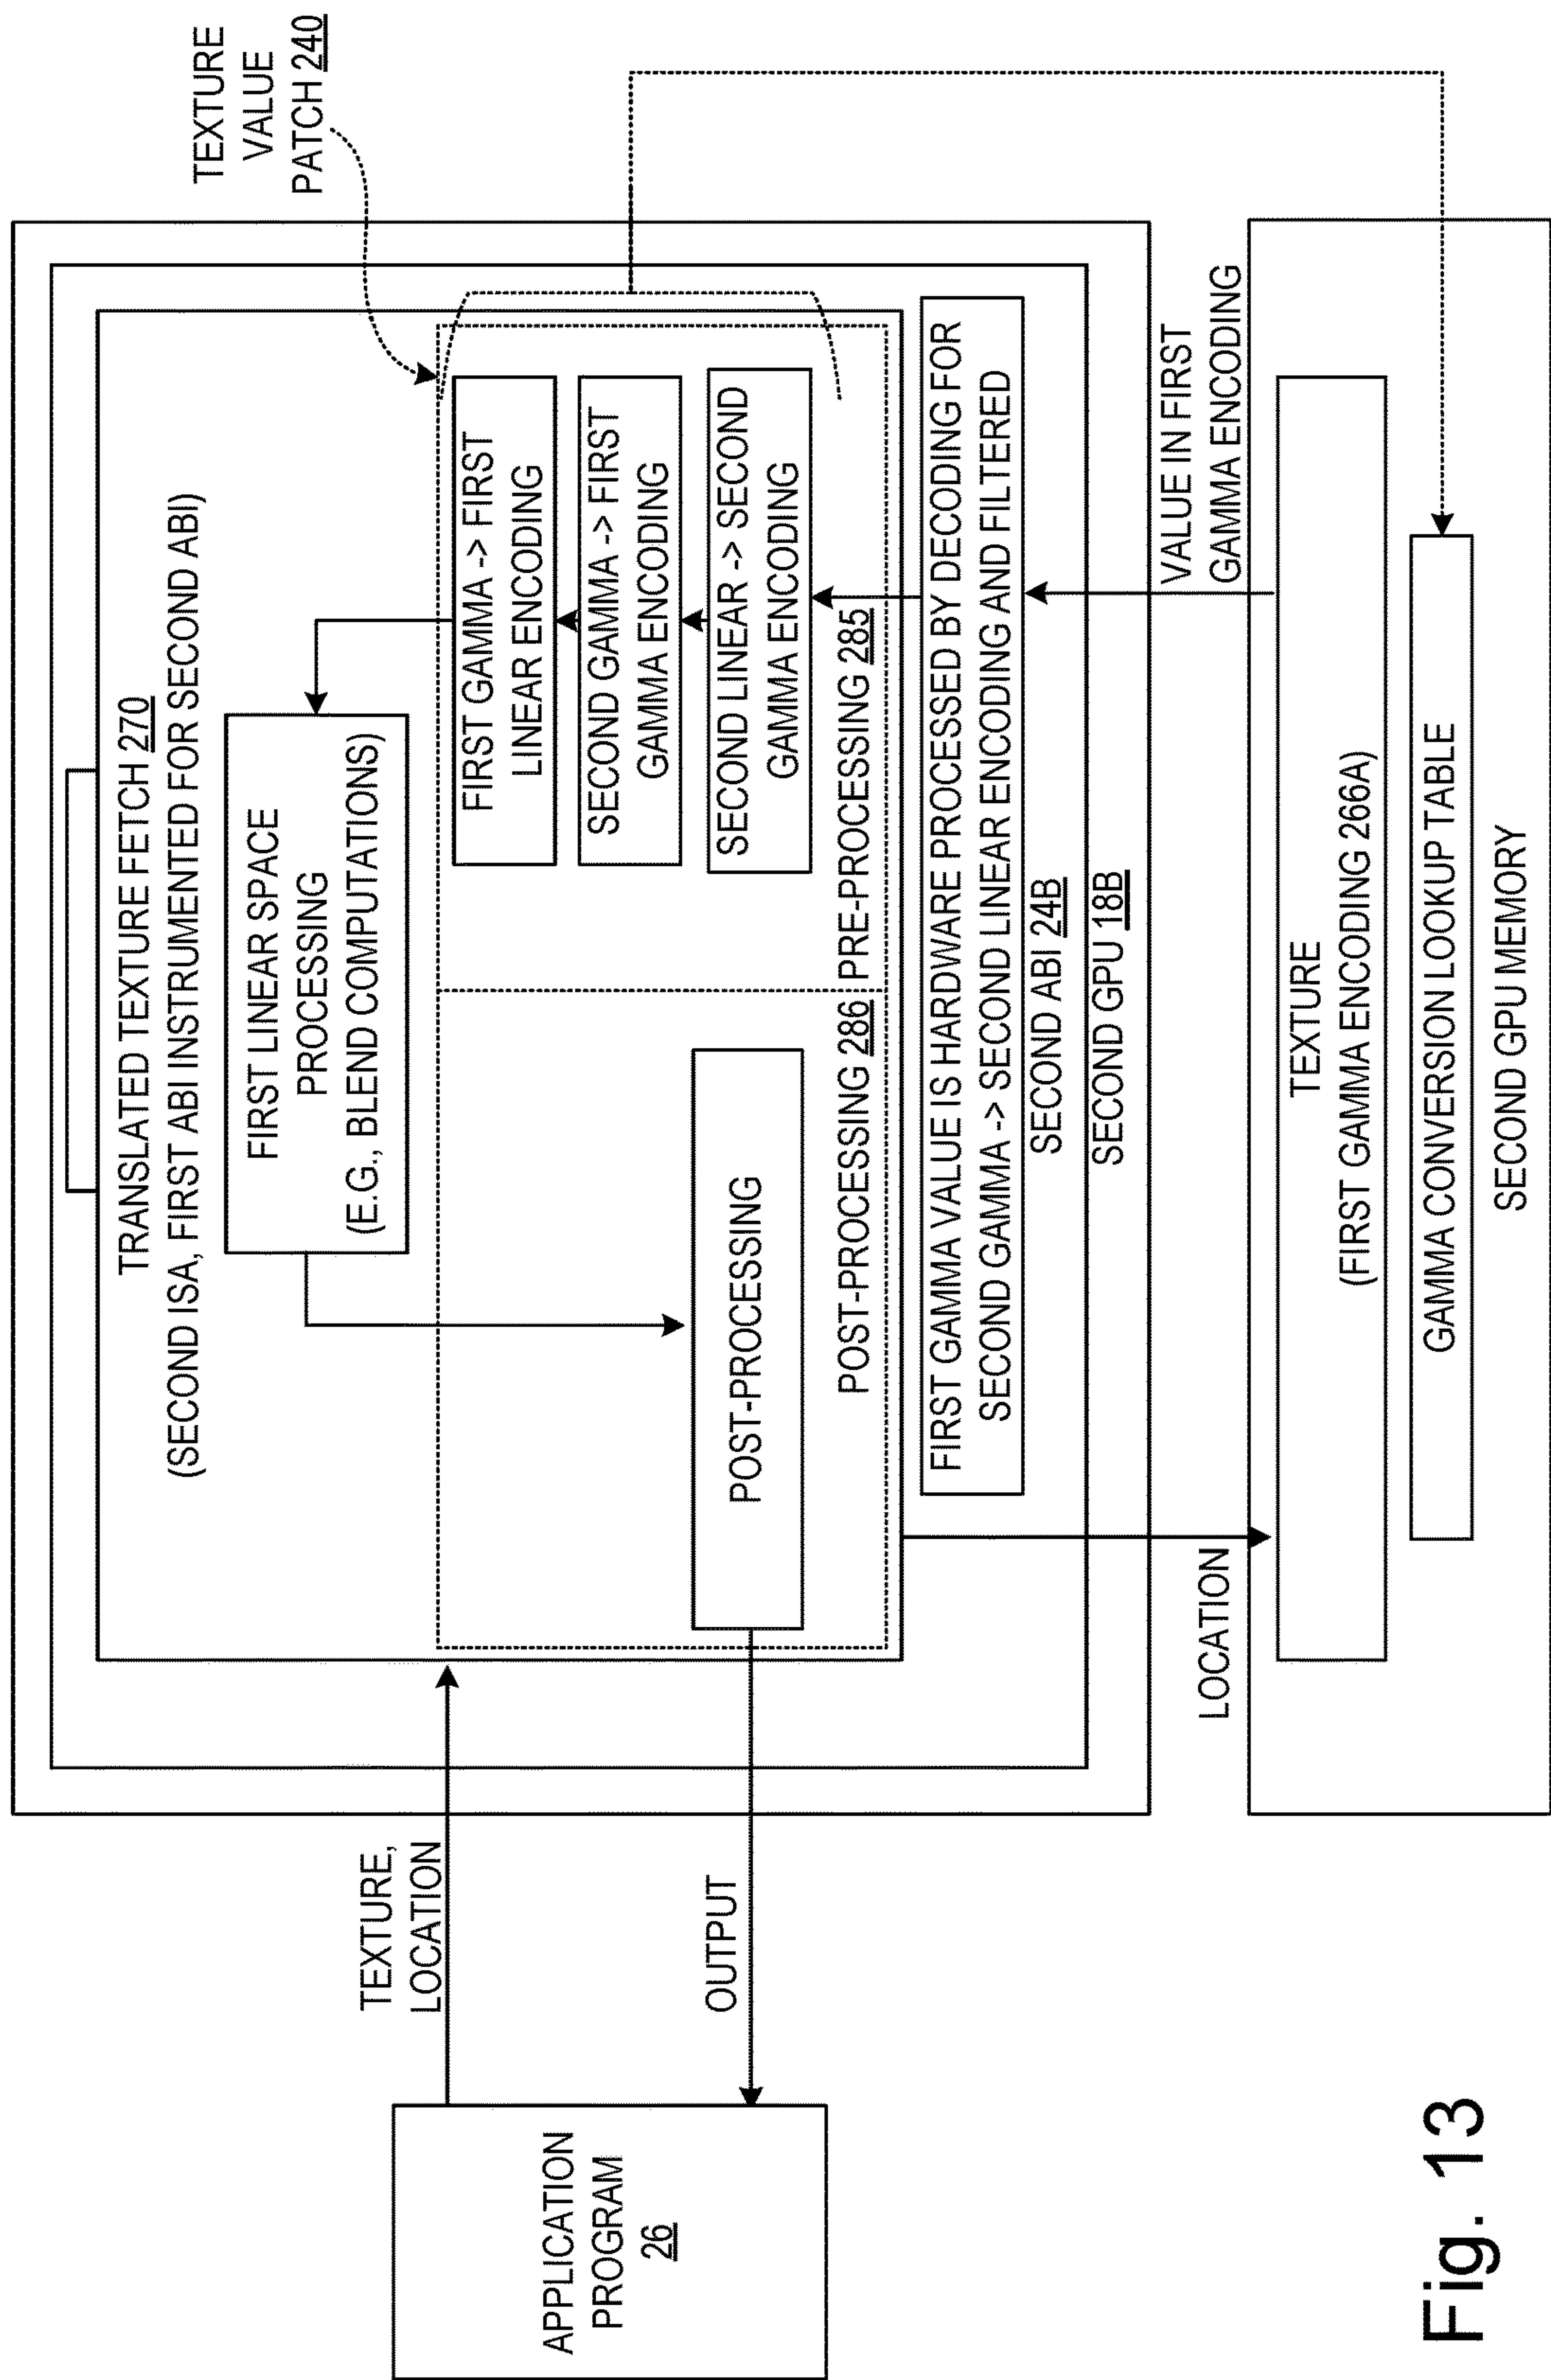 TEXTURE
VALUE
PATCH 240
TRANSLATED TEXTURE FETCH 270
(SECOND ISA, FIRST ABI INSTRUMENTED FOR SECOND ABI)
FIRST LINEAR SPACE
PROCESSING
(E.G., BLEND COMPUTATIONS)
FIRST GAMMA -> FIRST
LINEAR ENCODING
SECOND GAMMA -> FIRST
GAMMA ENCODING
SECOND LINEAR -> SECOND
GAMMA ENCODING
POST-PROCESSING
POST-PROCESSING 286
PRE-PROCESSING 285
FIRST GAMMA VALUE IS HARDWARE PROCESSED BY DECODING FOR
SECOND GAMMA -> SECOND LINEAR ENCODING AND FILTERED
SECOND ABI 24B
SECOND GPU 18B
TEXTURE,
LOCATION
OUTPUT
APPLICATION
PROGRAM
26
LOCATION
VALUE IN FIRST
GAMMA ENCODING
TEXTURE
(FIRST GAMMA ENCODING 266A)
GAMMA CONVERSION LOOKUP TABLE
SECOND GPU MEMORY
Fig. 13